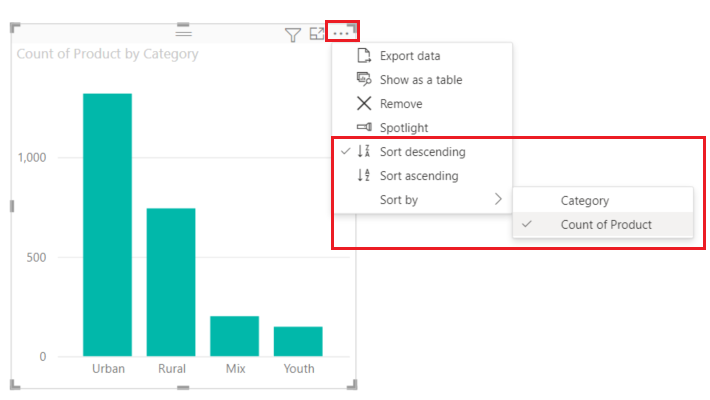 ...
Count of Product by Category
Export data
Show as a table
Remove
Spotlight
Sort descending
Sort ascending
Sort by
Category
Count of Product
1,000
500
0
Urban Rural Mix Youth